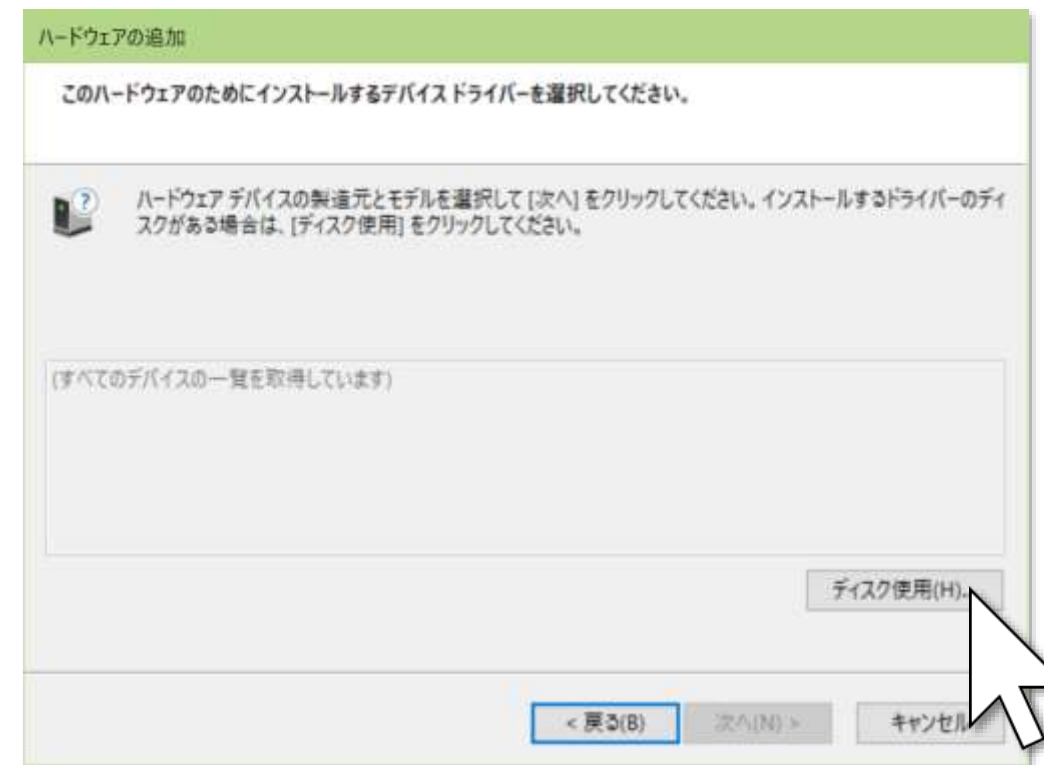 ハードウェアの追加
このハードウェアのためにインストールするデバイス ドライバーを選択してください。
ハードウェア デバイスの製造元とモデルを選択して [次へ] をクリックしてください。インストールするドライバーのディ
スクがある場合は、[ディスク使用] をクリックしてください。
(すべてのデバイスの一覧を取得しています)
ディスク使用(H)...
< 戻る(B) 次へ(N) > キャンセル